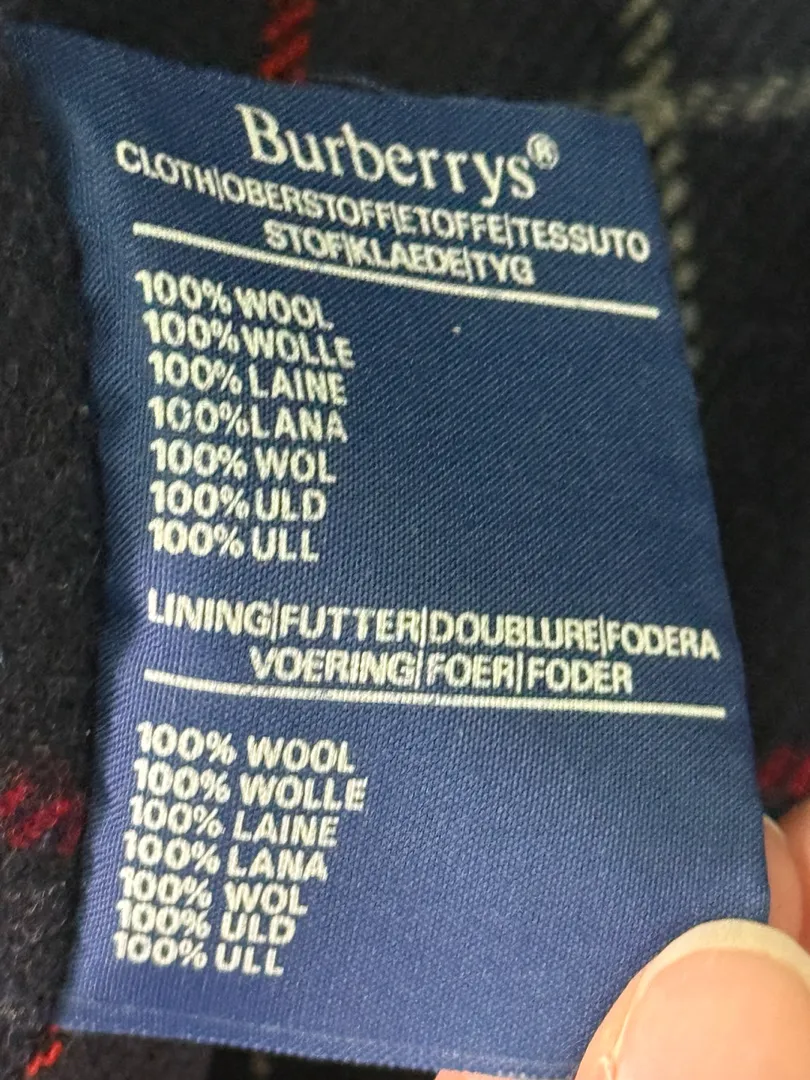 Burberrys®
CLOTH|OBERSTOFF|ETOFFE|TESSUTO
STOF|KLAEDE|TYG
100% WOOL
100% WOLLE
100% LAINE
100% LANA
100% WOL
100% ULD
100% ULL
LINING|FUTTER|DOUBLURE|FODERA
VOERING|FOER|FODER
100% WOOL
100% WOLLE
100% LAINE
100% LANA
100% WOL
100% ULD
100% ULL